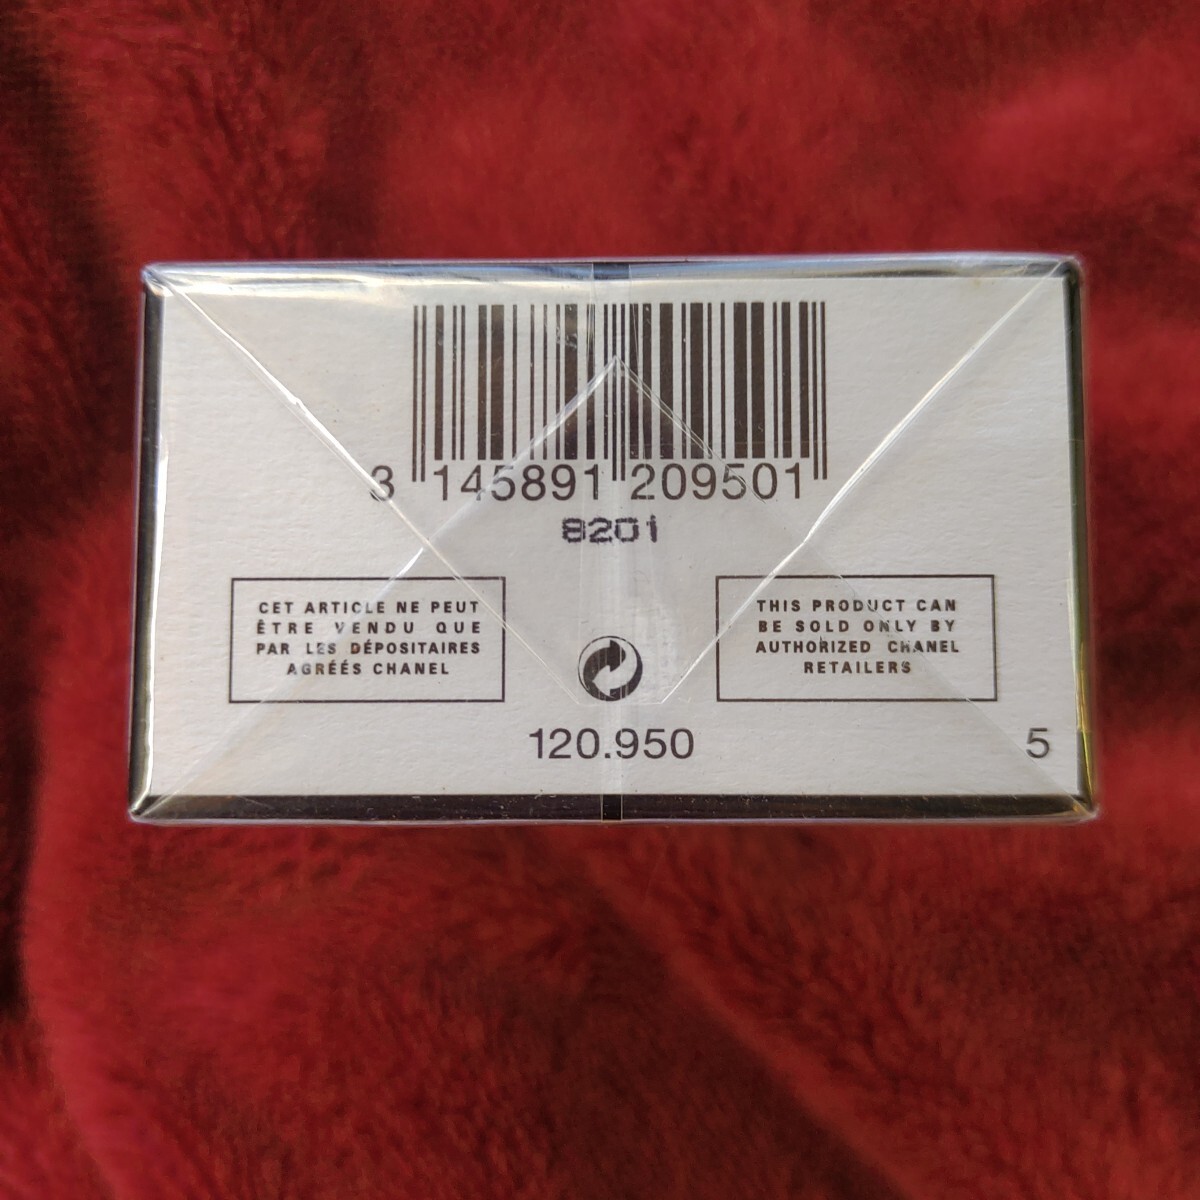 3 145891 209501
8201
CET ARTICLE NE PEUT
ÊTRE VENDU QUE
PAR LES DÉPOSITAIRES
AGRÉÉS CHANEL
THIS PRODUCT CAN
BE SOLD ONLY BY
AUTHORIZED CHANEL
RETAILERS
120.950
5